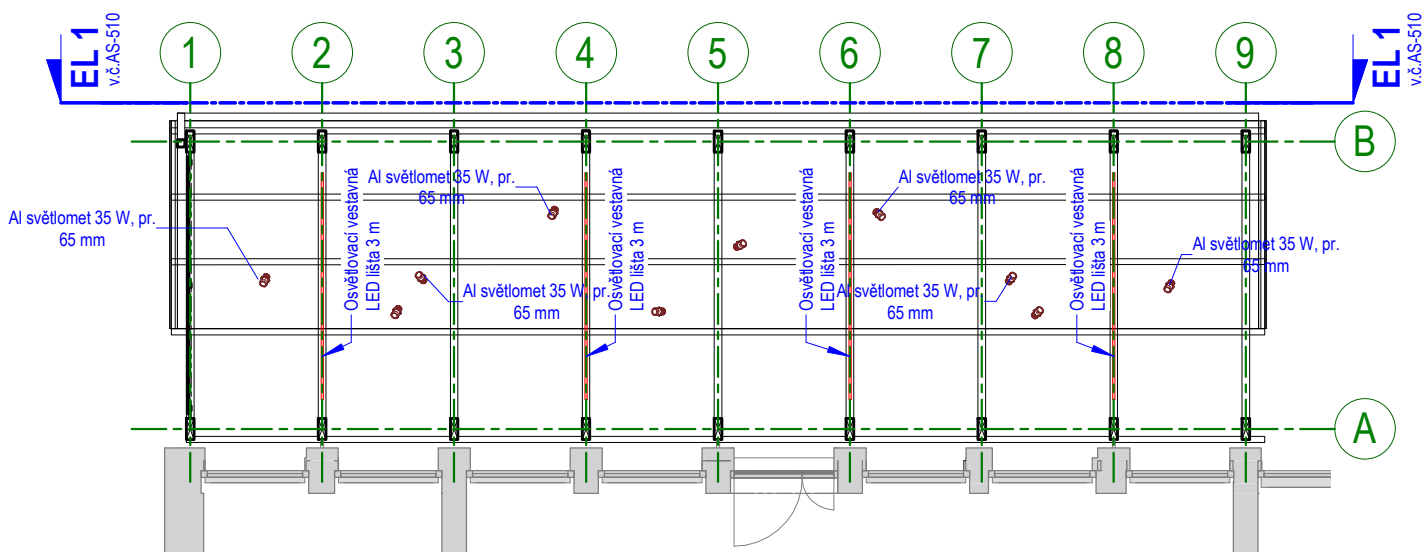 EL 1
v.č.AS-510
1
2
3
4
5
6
7
8
9
EL 1
v.č.AS-510
B
Al světlomet 35 W, pr.
65 mm
Al světlomet 35 W, pr.
65 mm
Al světlomet 35 W, pr.
65 mm
Al světlomet 35 W, pr.
65 mm
Al světlomet 35 W, pr.
65 mm
Al světlomet 35 W, pr.
65 mm
Osvětlovací vestavná
LED lišta 3 m
Osvětlovací vestavná
LED lišta 3 m
Osvětlovací vestavná
LED lišta 3 m
Osvětlovací vestavná
LED lišta 3 m
A